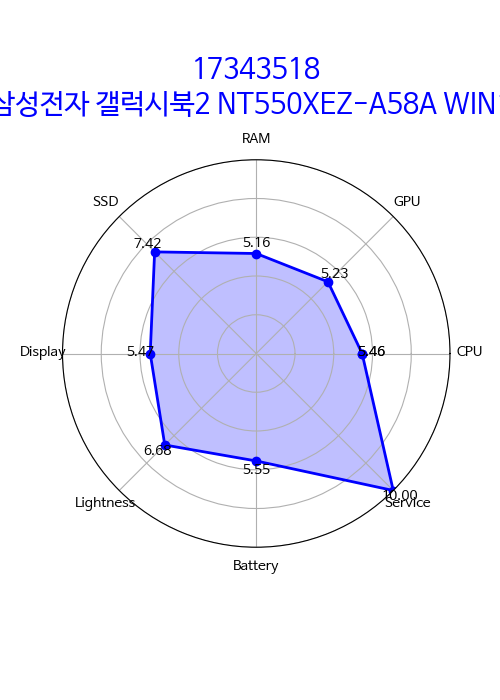 17343518
삼성전자 갤럭시북2 NT550XEZ-A58A WIN
RAM
SSD
GPU
7.42
5.16
5.23
Display
5.47
5.46
CPU
6.68
5.55
Lightness
10.00
Service
Battery